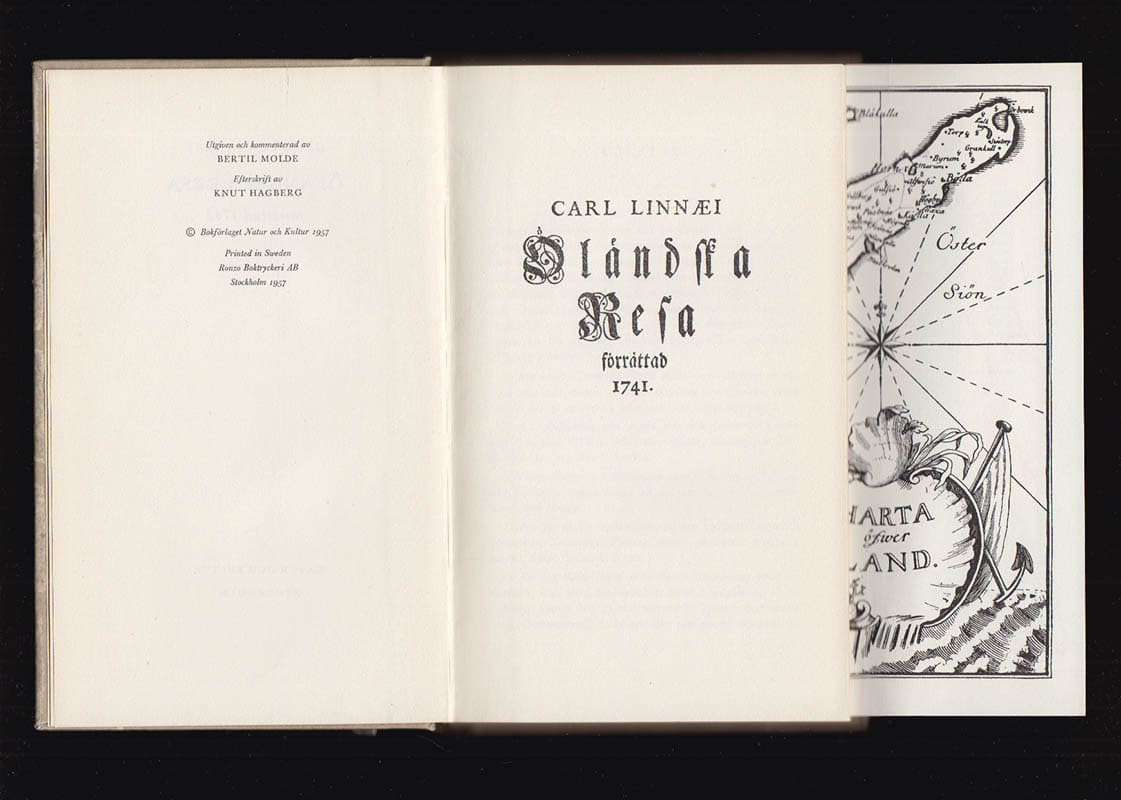 Utgiven och kommenterad av
BERTIL MOLDE
Efterskrift av
KNUT HAGBERG
© Bokförlaget Natur och Kultur 1957
Printed in Sweden
Ronzo Boktryckeri AB
Stockholm 1957
CARL LINNÆI
Öländſka
Reſa
förrättad
1741.
Blåkulla
Torp
Grankull
Byrum
Böda
Öster
Siön
HARTA
öfwer
LAND.